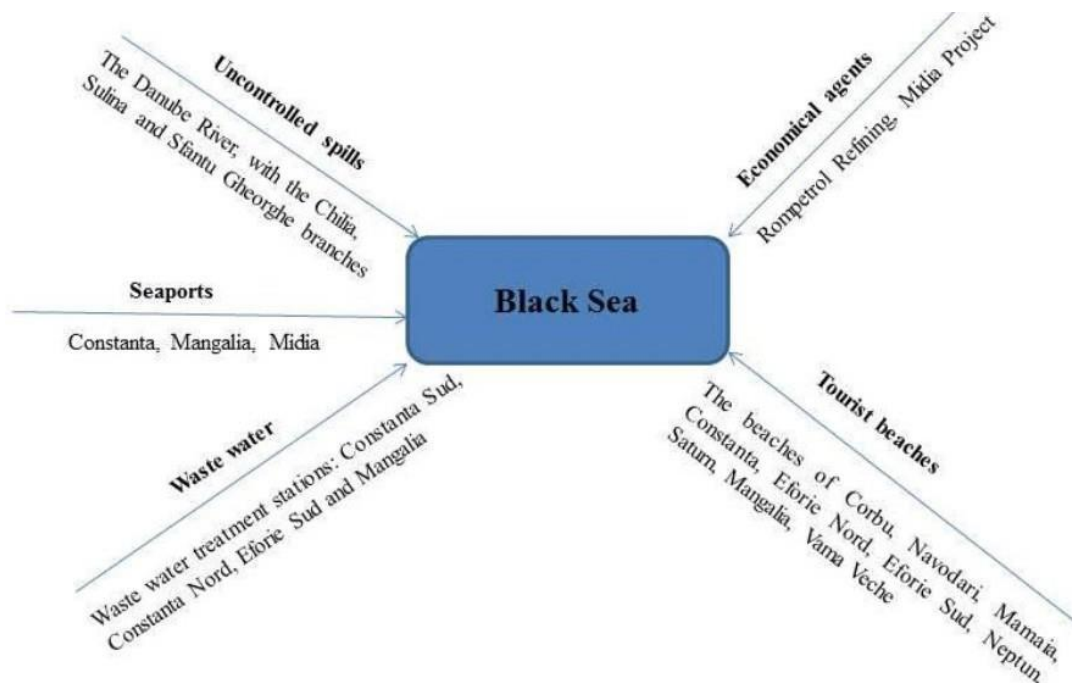 Uncontrolled spills
The Danube River, with the Chilia,
Sulina and Sfantu Gheorghe branches
Economical agents
Rompetrol Refining, Midia Project
Seaports
Constanta, Mangalia, Midia
Black Sea
Waste water
Waste water treatment stations: Constanta Sud,
Constanta Nord, Eforie Sud and Mangalia
Tourist beaches
The beaches of Corbu, Navodari, Mamaia,
Constanta, Eforie Nord, Eforie Sud, Neptun,
Saturn, Mangalia, Vama Veche